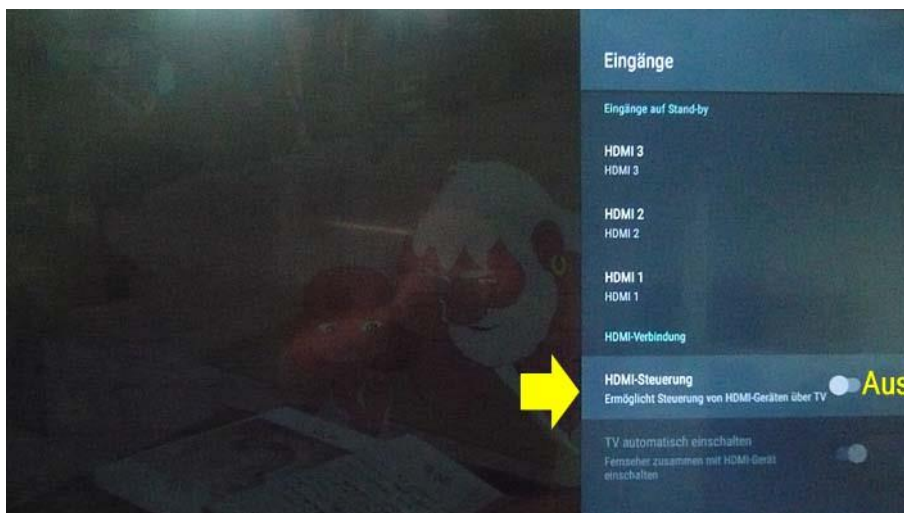 Eingänge
Eingänge auf Stand-by
HDMI 3
HDMI 3
HDMI 2
HDMI 2
HDMI 1
HDMI 1
HDMI-Verbindung
HDMI-Steuerung
Aus
Ermöglicht Steuerung von HDMI-Geräten über TV
TV automatisch einschalten
Fernseher zusammen mit HDMI-Gerät
einschalten